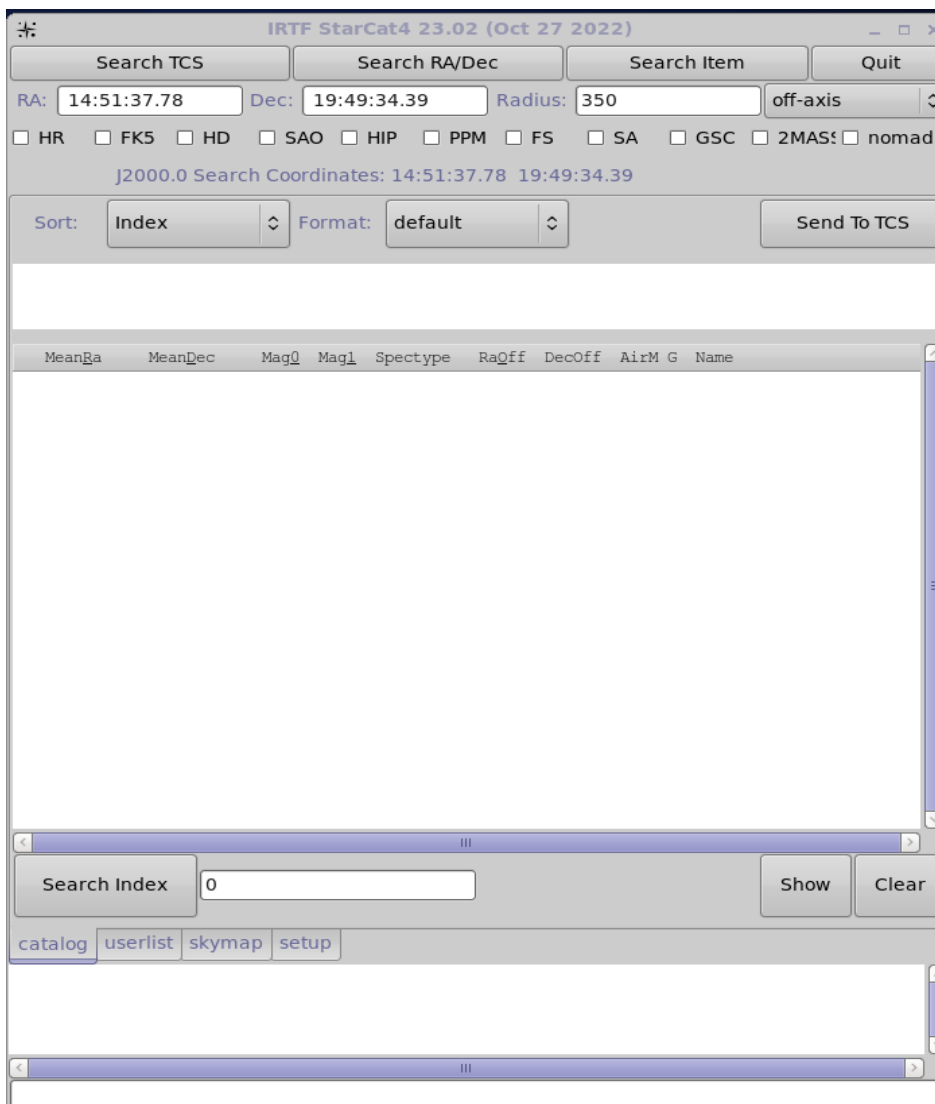 IRTF StarCat4 23.02 (Oct 27 2022)
Search TCS Search RA/Dec Search Item Quit
RA: 14:51:37.78 Dec: 19:49:34.39 Radius: 350 off-axis
HR FK5 HD SAO HIP PPM FS SA GSC 2MASS nomad
J2000.0 Search Coordinates: 14:51:37.78 19:49:34.39
Sort: Index Format: default Send To TCS
MeanRa MeanDec Mag0 Mag1 Spectype RaOff DecOff AirM G Name
Search Index 0 Show Clear
catalog userlist skymap setup